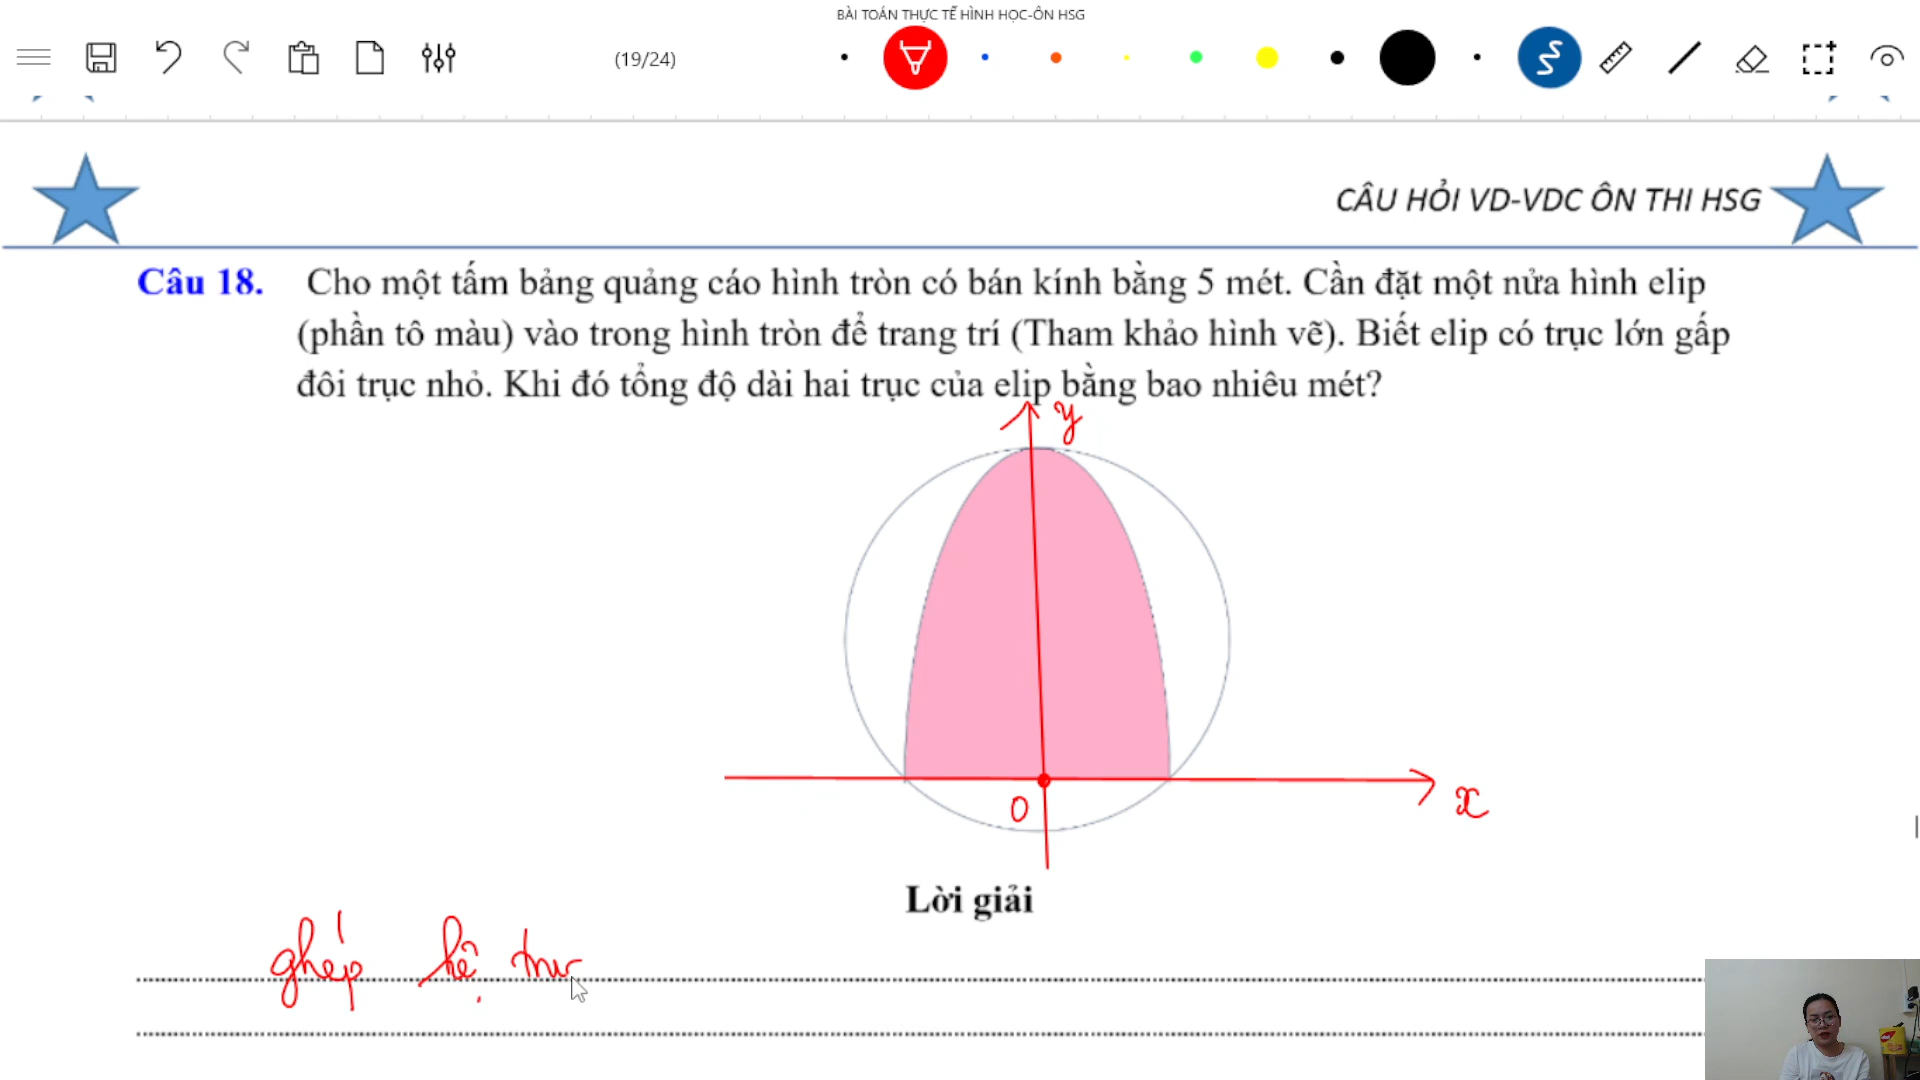 BÀI TOÁN THỰC TẾ HÌNH HỌC-ÔN HSG
(19/24)
CÂU HỎI VD-VDC ÔN THI HSG
Câu 18. Cho một tấm bảng quảng cáo hình tròn có bán kính bằng 5 mét. Cần đặt một nửa hình elip
(phần tô màu) vào trong hình tròn để trang trí (Tham khảo hình vẽ). Biết elip có trục lớn gấp
đôi trục nhỏ. Khi đó tổng độ dài hai trục của elip bằng bao nhiêu mét?
y
O
x
Lời giải
ghép hệ trư